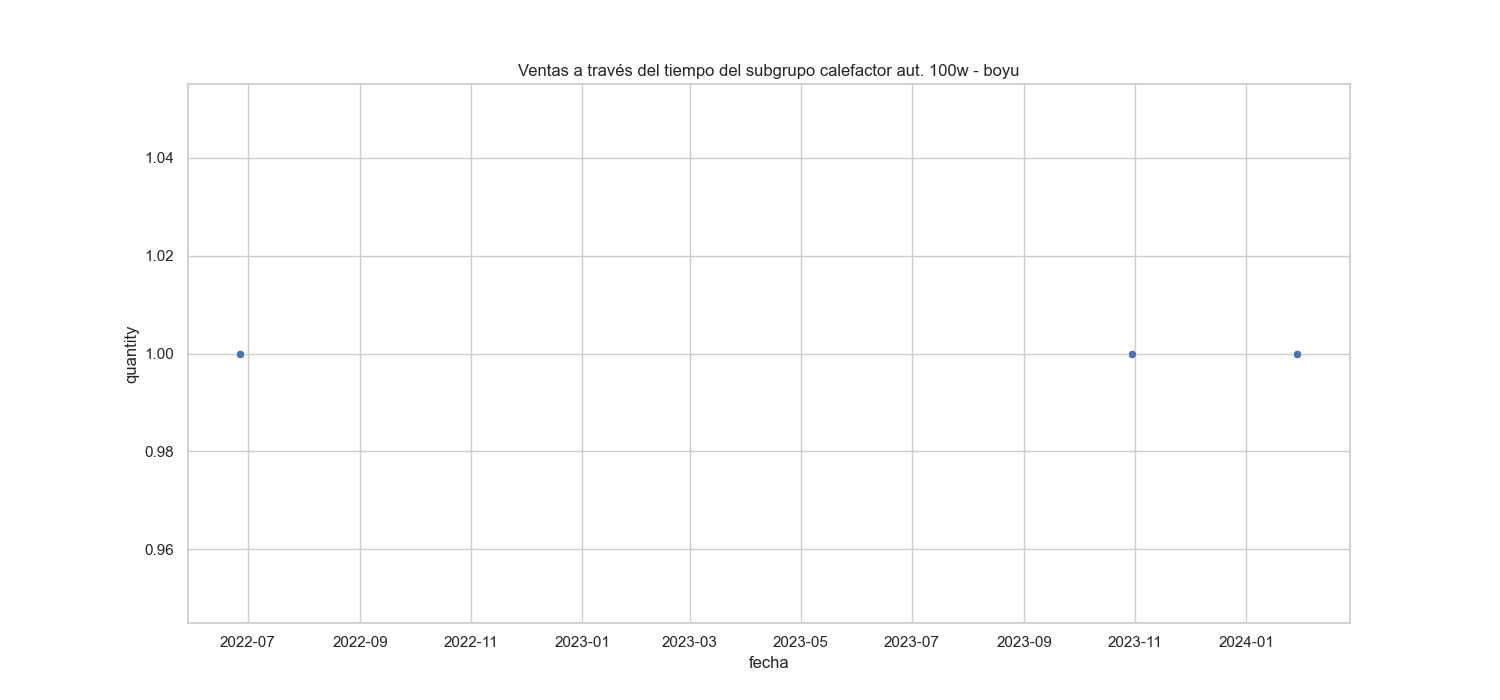 Ventas a través del tiempo del subgrupo calefactor aut. 100w - boyu
1.04
1.02
1.00
0.98
0.96
quantity
2022-07 2022-09 2022-11 2023-01 2023-03 2023-05 2023-07 2023-09 2023-11 2024-01
fecha